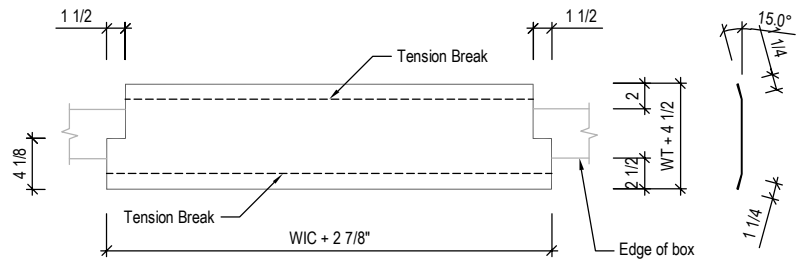 1 1/2
1 1/2
15.0°
1 1/4
Tension Break
2
WT + 4 1/2
4 1/8
2 1/2
Tension Break
WIC + 2 7/8"
1 1/4
Edge of box